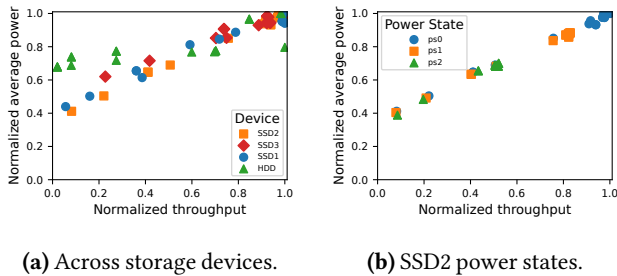 Normalized average power
1.0
0.8
0.6
0.4
0.2
0.0
Device
SSD2
SSD3
SSD1
HDD
0.0 0.2 0.4 0.6 0.8 1.0
Normalized throughput
(a) Across storage devices.
Normalized average power
1.0
0.8
0.6
0.4
0.2
0.0
Power State
ps0
ps1
ps2
0.0 0.2 0.4 0.6 0.8 1.0
Normalized throughput
(b) SSD2 power states.